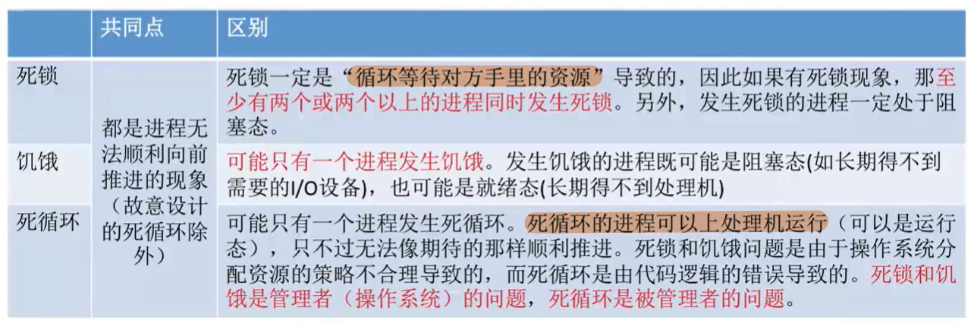 共同点
区别
死锁
死锁一定是“循环等待对方手里的资源”导致的，因此如果有死锁现象，那至
少有两个或两个以上的进程同时发生死锁。另外，发生死锁的进程一定处于阻
塞态。
都是进程无
法顺利向前
推进的现象
（故意设计
的死循环除
外）
饥饿
可能只有一个进程发生饥饿。发生饥饿的进程既可能是阻塞态(如长期得不到
需要的I/O设备)，也可能是就绪态(长期得不到处理机)
死循环
可能只有一个进程发生死循环。死循环的进程可以上处理机运行（可以是运行
态），只不过无法像期待的那样顺利推进。死锁和饥饿问题是由于操作系统分
配资源的策略不合理导致的，而死循环是由代码逻辑的错误导致的。死锁和饥
饿是管理者（操作系统）的问题，死循环是被管理者的问题。